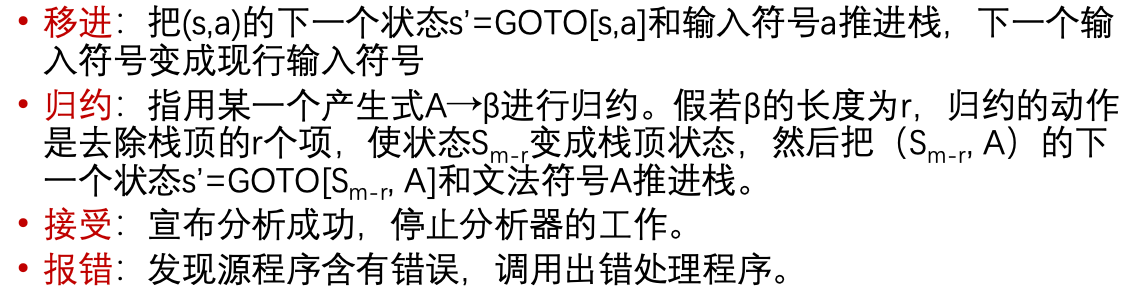 • 移进：把(s,a)的下一个状态s’=GOTO[s,a]和输入符号a推进栈，下一个输
入符号变成现行输入符号
• 归约：指用某一个产生式A→β进行归约。假若β的长度为r，归约的动作
是去除栈顶的r个项，使状态Sm-r变成栈顶状态，然后把（Sm-r, A）的下
一个状态s’=GOTO[Sm-r, A]和文法符号A推进栈。
• 接受：宣布分析成功，停止分析器的工作。
• 报错：发现源程序含有错误，调用出错处理程序。